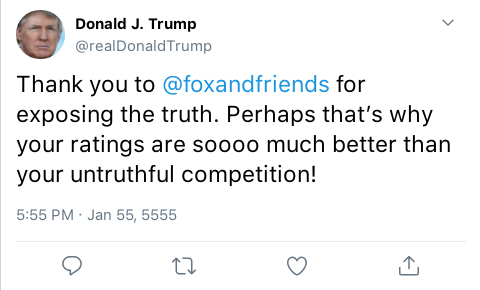 Donald J. Trump
@realDonaldTrump
Thank you to @foxandfriends for
exposing the truth. Perhaps that’s why
your ratings are soooo much better than
your untruthful competition!
5:55 PM · Jan 55, 5555